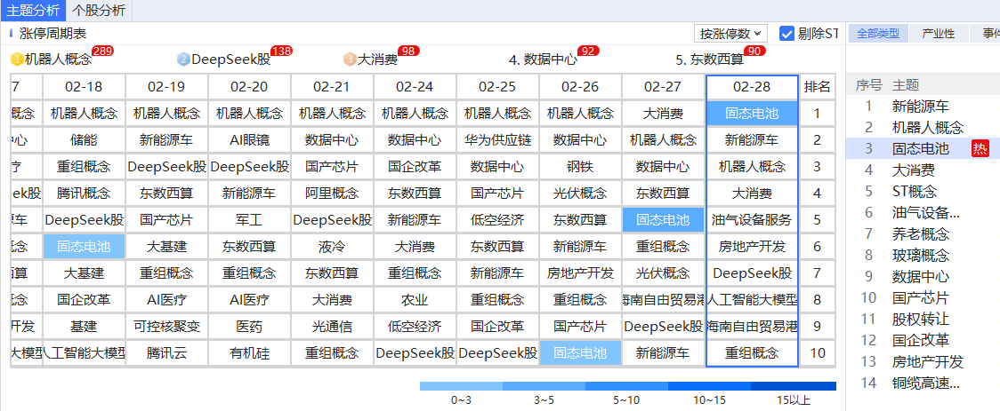 主题分析 个股分析
涨停周期表 按涨停数 剔除ST 全部类型 产业性 事件
1 机器人概念 289 2 DeepSeek股 138 3 大消费 98 4. 数据中心 92 5. 东数西算 90
7 02-18 02-19 02-20 02-21 02-24 02-25 02-26 02-27 02-28 排名
概念 机器人概念 机器人概念 机器人概念 机器人概念 机器人概念 机器人概念 机器人概念 大消费 固态电池 1
心 储能 新能源车 AI眼镜 数据中心 数据中心 华为供应链 数据中心 机器人概念 新能源车 2
疗 重组概念 DeepSeek股 DeepSeek股 国产芯片 国企改革 数据中心 钢铁 数据中心 机器人概念 3
ek股 腾讯概念 东数西算 新能源车 阿里概念 东数西算 国产芯片 光伏概念 东数西算 大消费 4
车 DeepSeek股 国产芯片 军工 DeepSeek股 新能源车 低空经济 东数西算 固态电池 油气设备服务 5
念 固态电池 大基建 东数西算 液冷 大消费 东数西算 新能源车 重组概念 房地产开发 6
算 大基建 重组概念 重组概念 东数西算 重组概念 新能源车 房地产开发 光伏概念 DeepSeek股 7
念 国企改革 AI医疗 AI医疗 大消费 农业 重组概念 重组概念 海南自由贸易港 人工智能大模型 8
开发 基建 可控核聚变 医药 光通信 低空经济 国企改革 国产芯片 DeepSeek股 海南自由贸易港 9
大模型 人工智能大模型 腾讯云 有机硅 重组概念 DeepSeek股 DeepSeek股 固态电池 新能源车 重组概念 10
0~3 3~5 5~10 10~15 15以上
序号 主题
1 新能源车
2 机器人概念
3 固态电池 热
4 大消费
5 ST概念
6 油气设备...
7 养老概念
8 玻璃概念
9 数据中心
10 国产芯片
11 股权转让
12 国企改革
13 房地产开发
14 铜缆高速...